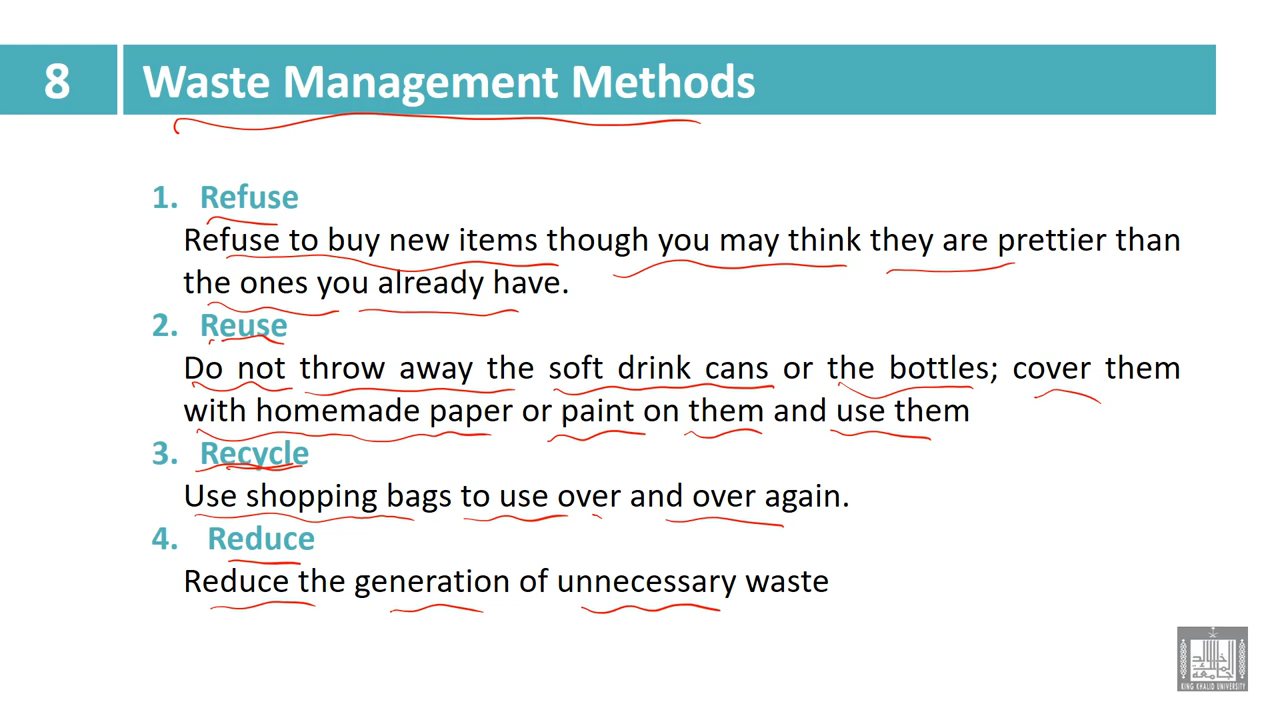 8
Waste Management Methods
1. Refuse
Refuse to buy new items though you may think they are prettier than
the ones you already have.
2. Reuse
Do not throw away the soft drink cans or the bottles; cover them
with homemade paper or paint on them and use them
3. Recycle
Use shopping bags to use over and over again.
4. Reduce
Reduce the generation of unnecessary waste
KING KHALID UNIVERSITY